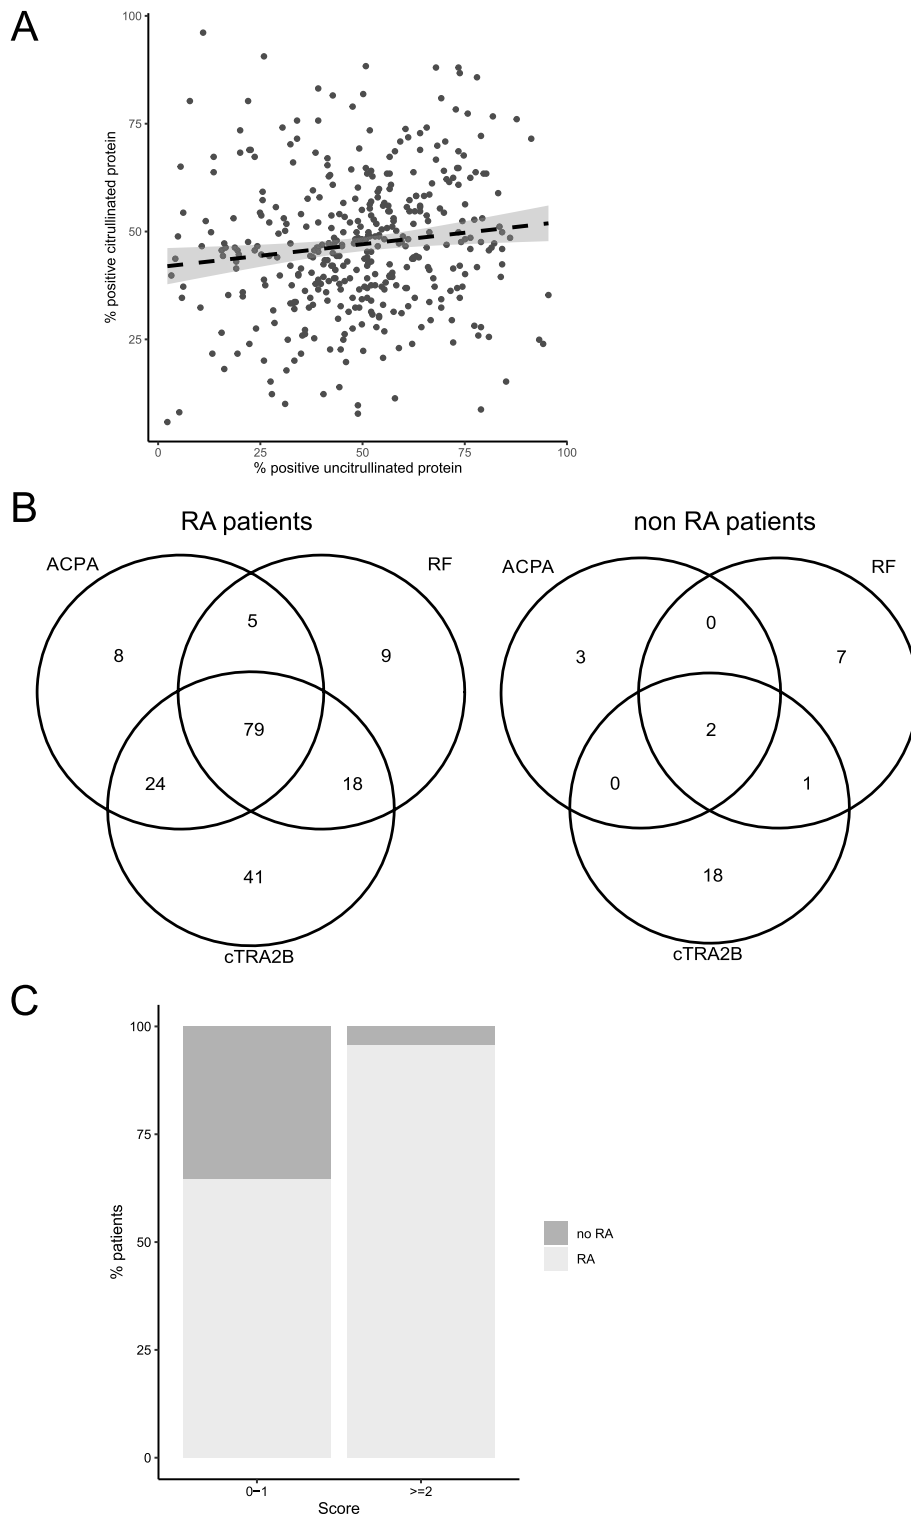 A
100
75
50
25
% positive citrullinated protein
0 25 50 75 100
% positive uncitrullinated protein
B
RA patients
ACPA RF
5
8 9
79
24 18
41
cTRA2B
non RA patients
ACPA RF
0
3 7
2
0 1
18
cTRA2B
C
100
75
50
25
0
% patients
0−1 >=2
Score
no RA
RA